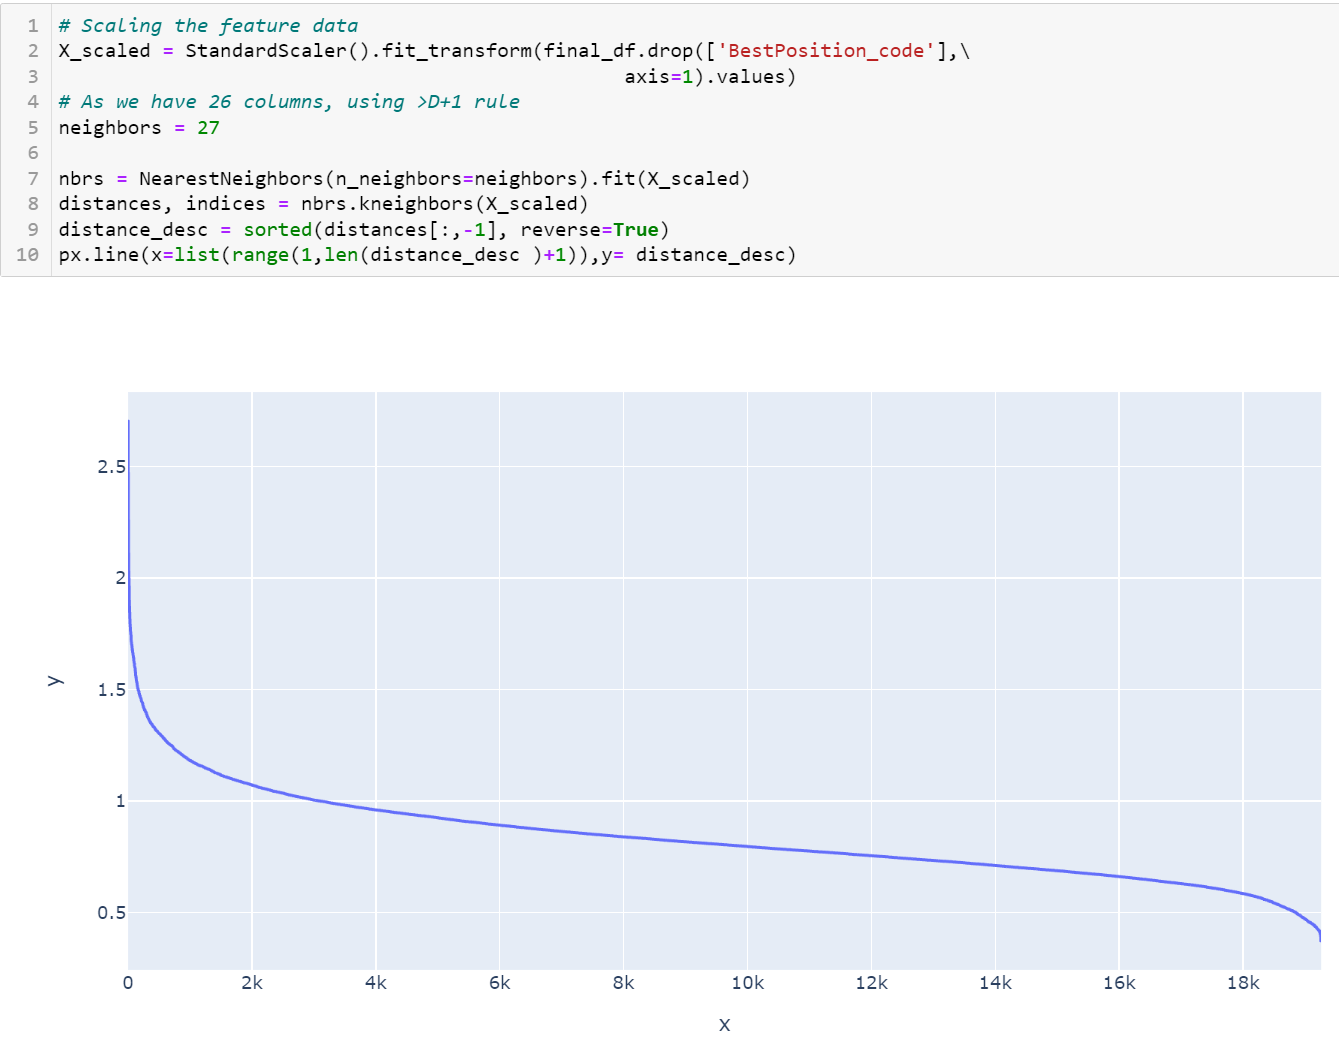 1 # Scaling the feature data
2 X_scaled = StandardScaler().fit_transform(final_df.drop(['BestPosition_code'],\
3 axis=1).values)
4 # As we have 26 columns, using >D+1 rule
5 neighbors = 27
6
7 nbrs = NearestNeighbors(n_neighbors=neighbors).fit(X_scaled)
8 distances, indices = nbrs.kneighbors(X_scaled)
9 distance_desc = sorted(distances[:,-1], reverse=True)
10 px.line(x=list(range(1,len(distance_desc )+1)),y= distance_desc)
2.5
2
1.5
1
0.5
y
0 2k 4k 6k 8k 10k 12k 14k 16k 18k
x